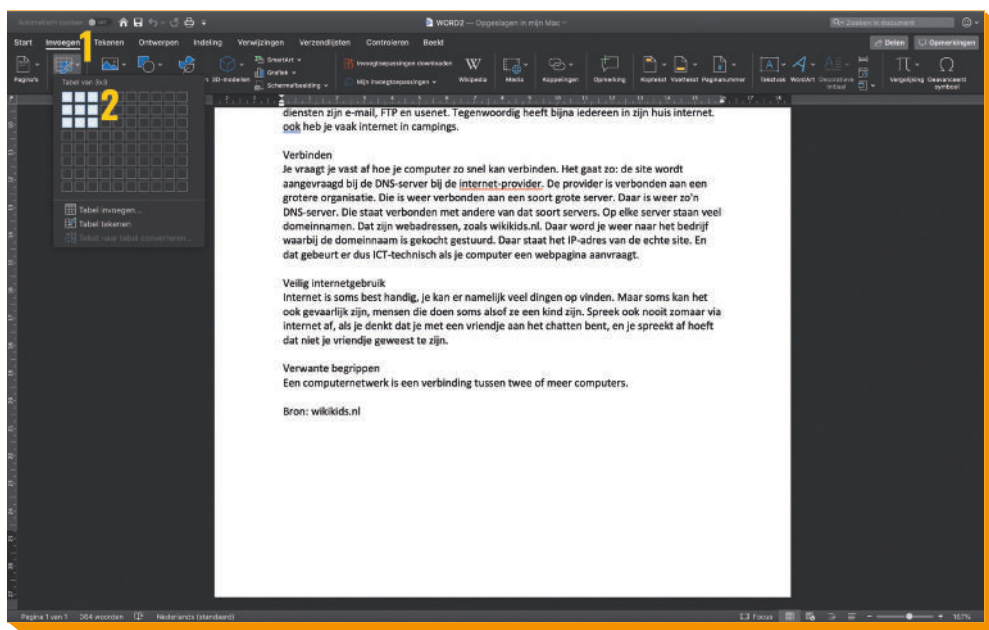 Automatisch opslaan
WORD2 — Opgeslagen in mijn Mac
Zoeken in document
Start Invoegen Tekenen Ontwerpen Indeling Verwijzingen Verzendlijsten Controleren Beeld
Delen Opmerkingen
1
Pagina's
3D-modellen
SmartArt
Grafiek
Schermafbeelding
Invoegtoepassingen downloaden
Mijn invoegtoepassingen
Wikipedia
Media
Koppelingen
Opmerking
Koptekst Voettekst Paginanummer
Tekstvak WordArt Decoratieve initiaal
Vergelijking Geavanceerd symbool
Tabel van 3x3
2
Tabel invoegen...
Tabel tekenen
Tekst naar tabel converteren...
diensten zijn e-mail, FTP en usenet. Tegenwoordig heeft bijna iedereen in zijn huis internet.
ook heb je vaak internet in campings.
Verbinden
Je vraagt je vast af hoe je computer zo snel kan verbinden. Het gaat zo: de site wordt
aangevraagd bij de DNS-server bij de internet-provider. De provider is verbonden aan een
grotere organisatie. Die is weer verbonden aan een soort grote server. Daar is weer zo'n
DNS-server. Die staat verbonden met andere van dat soort servers. Op elke server staan veel
domeinnamen. Dat zijn webadressen, zoals wikikids.nl. Daar word je weer naar het bedrijf
waarbij de domeinnaam is gekocht gestuurd. Daar staat het IP-adres van de echte site. En
dat gebeurt er dus ICT-technisch als je computer een webpagina aanvraagt.
Veilig internetgebruik
Internet is soms best handig, je kan er namelijk veel dingen op vinden. Maar soms kan het
ook gevaarlijk zijn, mensen die doen soms alsof ze een kind zijn. Spreek ook nooit zomaar via
internet af, als je denkt dat je met een vriendje aan het chatten bent, en je spreekt af hoeft
dat niet je vriendje geweest te zijn.
Verwante begrippen
Een computernetwerk is een verbinding tussen twee of meer computers.
Bron: wikikids.nl
Pagina 1 van 1 364 woorden Nederlands (standaard)
Focus
167%